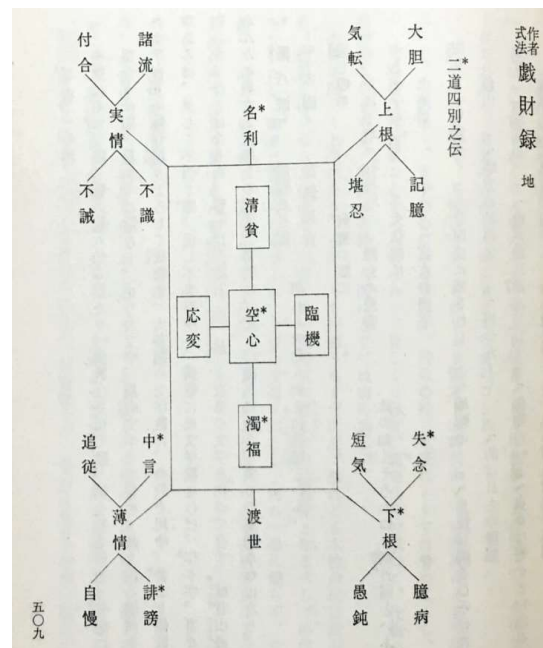 作者
式法
戯財録 地
二道四別之伝*
大胆
気転
上根
記臆
堪忍
名利*
諸流
付合
実情
不識
不誠
清貧
臨機
空心*
応変
濁福*
失念*
短気
下根*
臆病
愚鈍
渡世
中言*
追従
薄情
誹謗*
自慢
五〇九